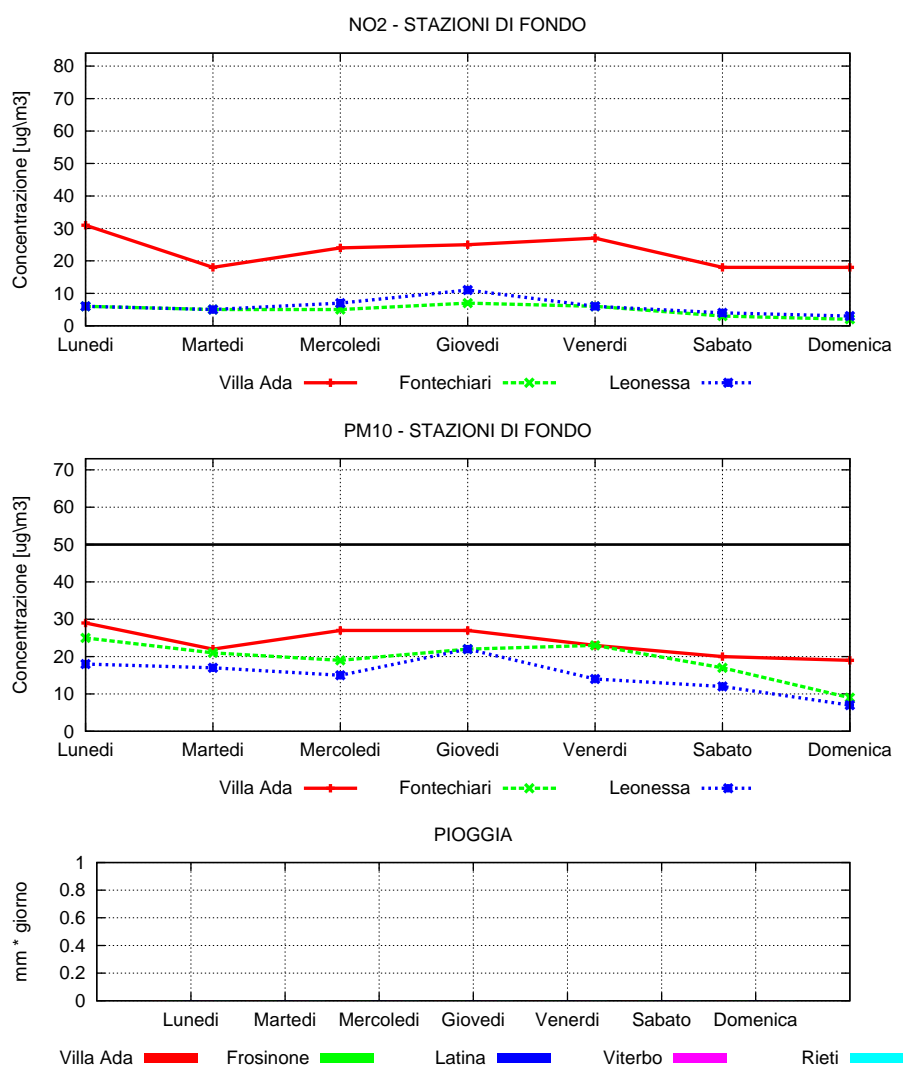 NO2 - STAZIONI DI FONDO
Concentrazione [ug\m3]
80
70
60
50
40
30
20
10
0
Lunedi Martedi Mercoledi Giovedi Venerdi Sabato Domenica
Villa Ada Fontechiari Leonessa
PM10 - STAZIONI DI FONDO
Concentrazione [ug\m3]
70
60
50
40
30
20
10
0
Lunedi Martedi Mercoledi Giovedi Venerdi Sabato Domenica
Villa Ada Fontechiari Leonessa
PIOGGIA
mm * giorno
1
0.8
0.6
0.4
0.2
0
Lunedi Martedi Mercoledi Giovedi Venerdi Sabato Domenica
Villa Ada Frosinone Latina Viterbo Rieti